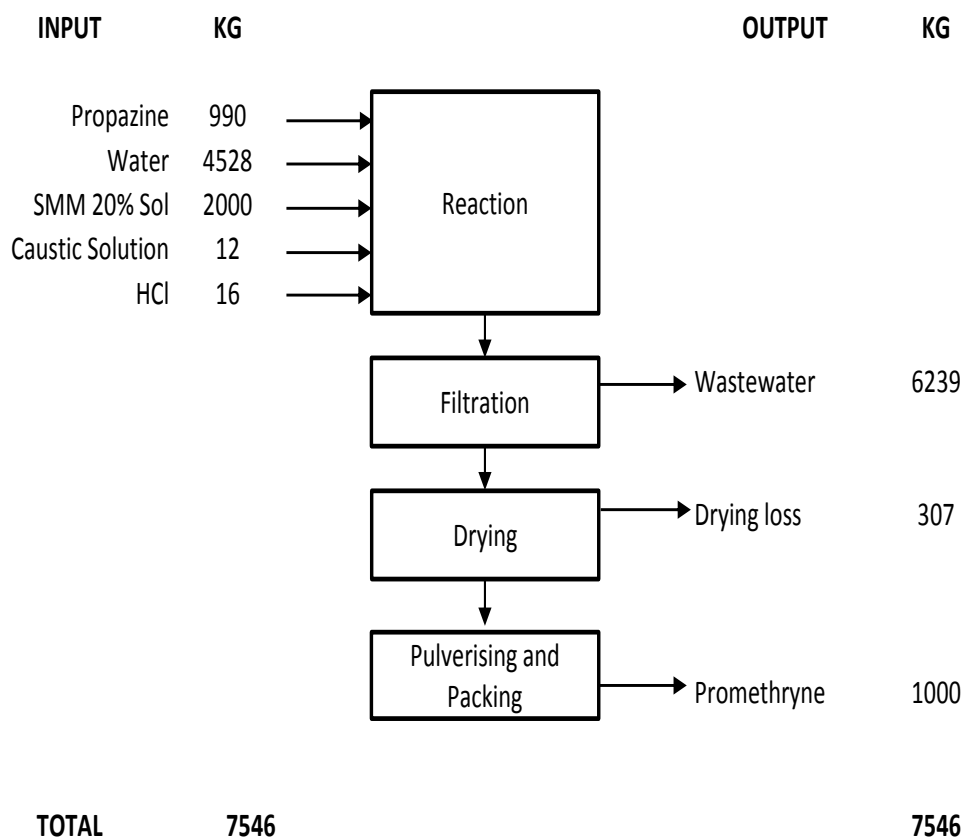 INPUT KG OUTPUT KG
Propazine 990
Water 4528
SMM 20% Sol 2000
Reaction
Caustic Solution 12
HCl 16
Filtration
Wastewater 6239
Drying
Drying loss 307
Pulverising and
Packing
Promethryne 1000
TOTAL 7546 7546